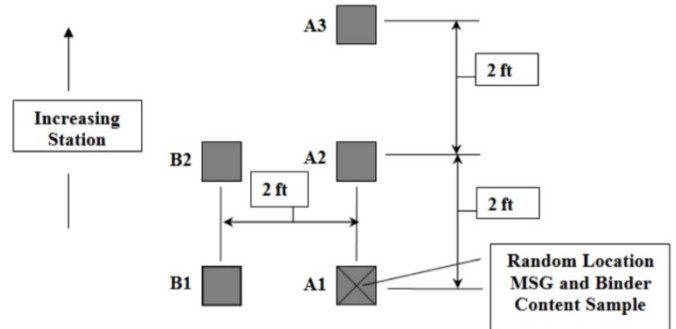 A3
2 ft
Increasing
Station
B2
A2
2 ft
2 ft
B1
A1
Random Location
MSG and Binder
Content Sample